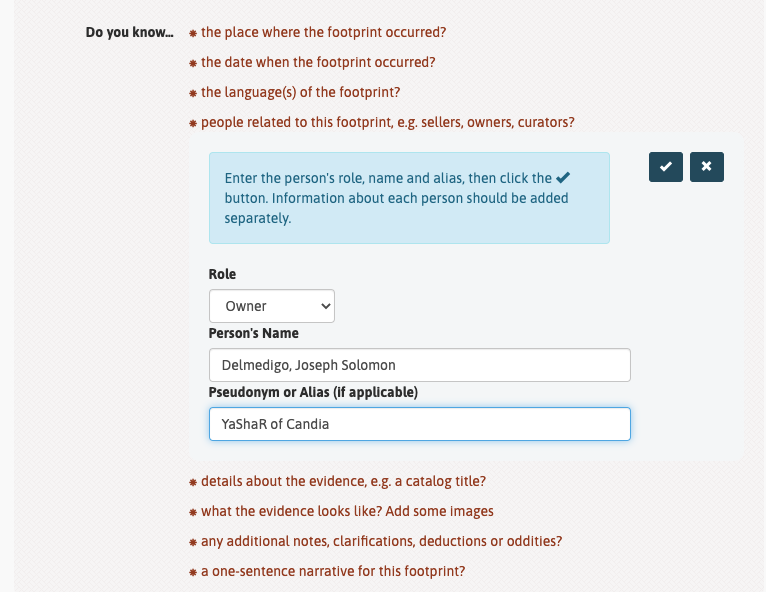 Do you know... * the place where the footprint occurred?
* the date when the footprint occurred?
* the language(s) of the footprint?
* people related to this footprint, e.g. sellers, owners, curators?
Enter the person's role, name and alias, then click the ✔
button. Information about each person should be added
separately.
Role
Owner
Person's Name
Delmedigo, Joseph Solomon
Pseudonym or Alias (if applicable)
YaShaR of Candia
* details about the evidence, e.g. a catalog title?
* what the evidence looks like? Add some images
* any additional notes, clarifications, deductions or oddities?
* a one-sentence narrative for this footprint?